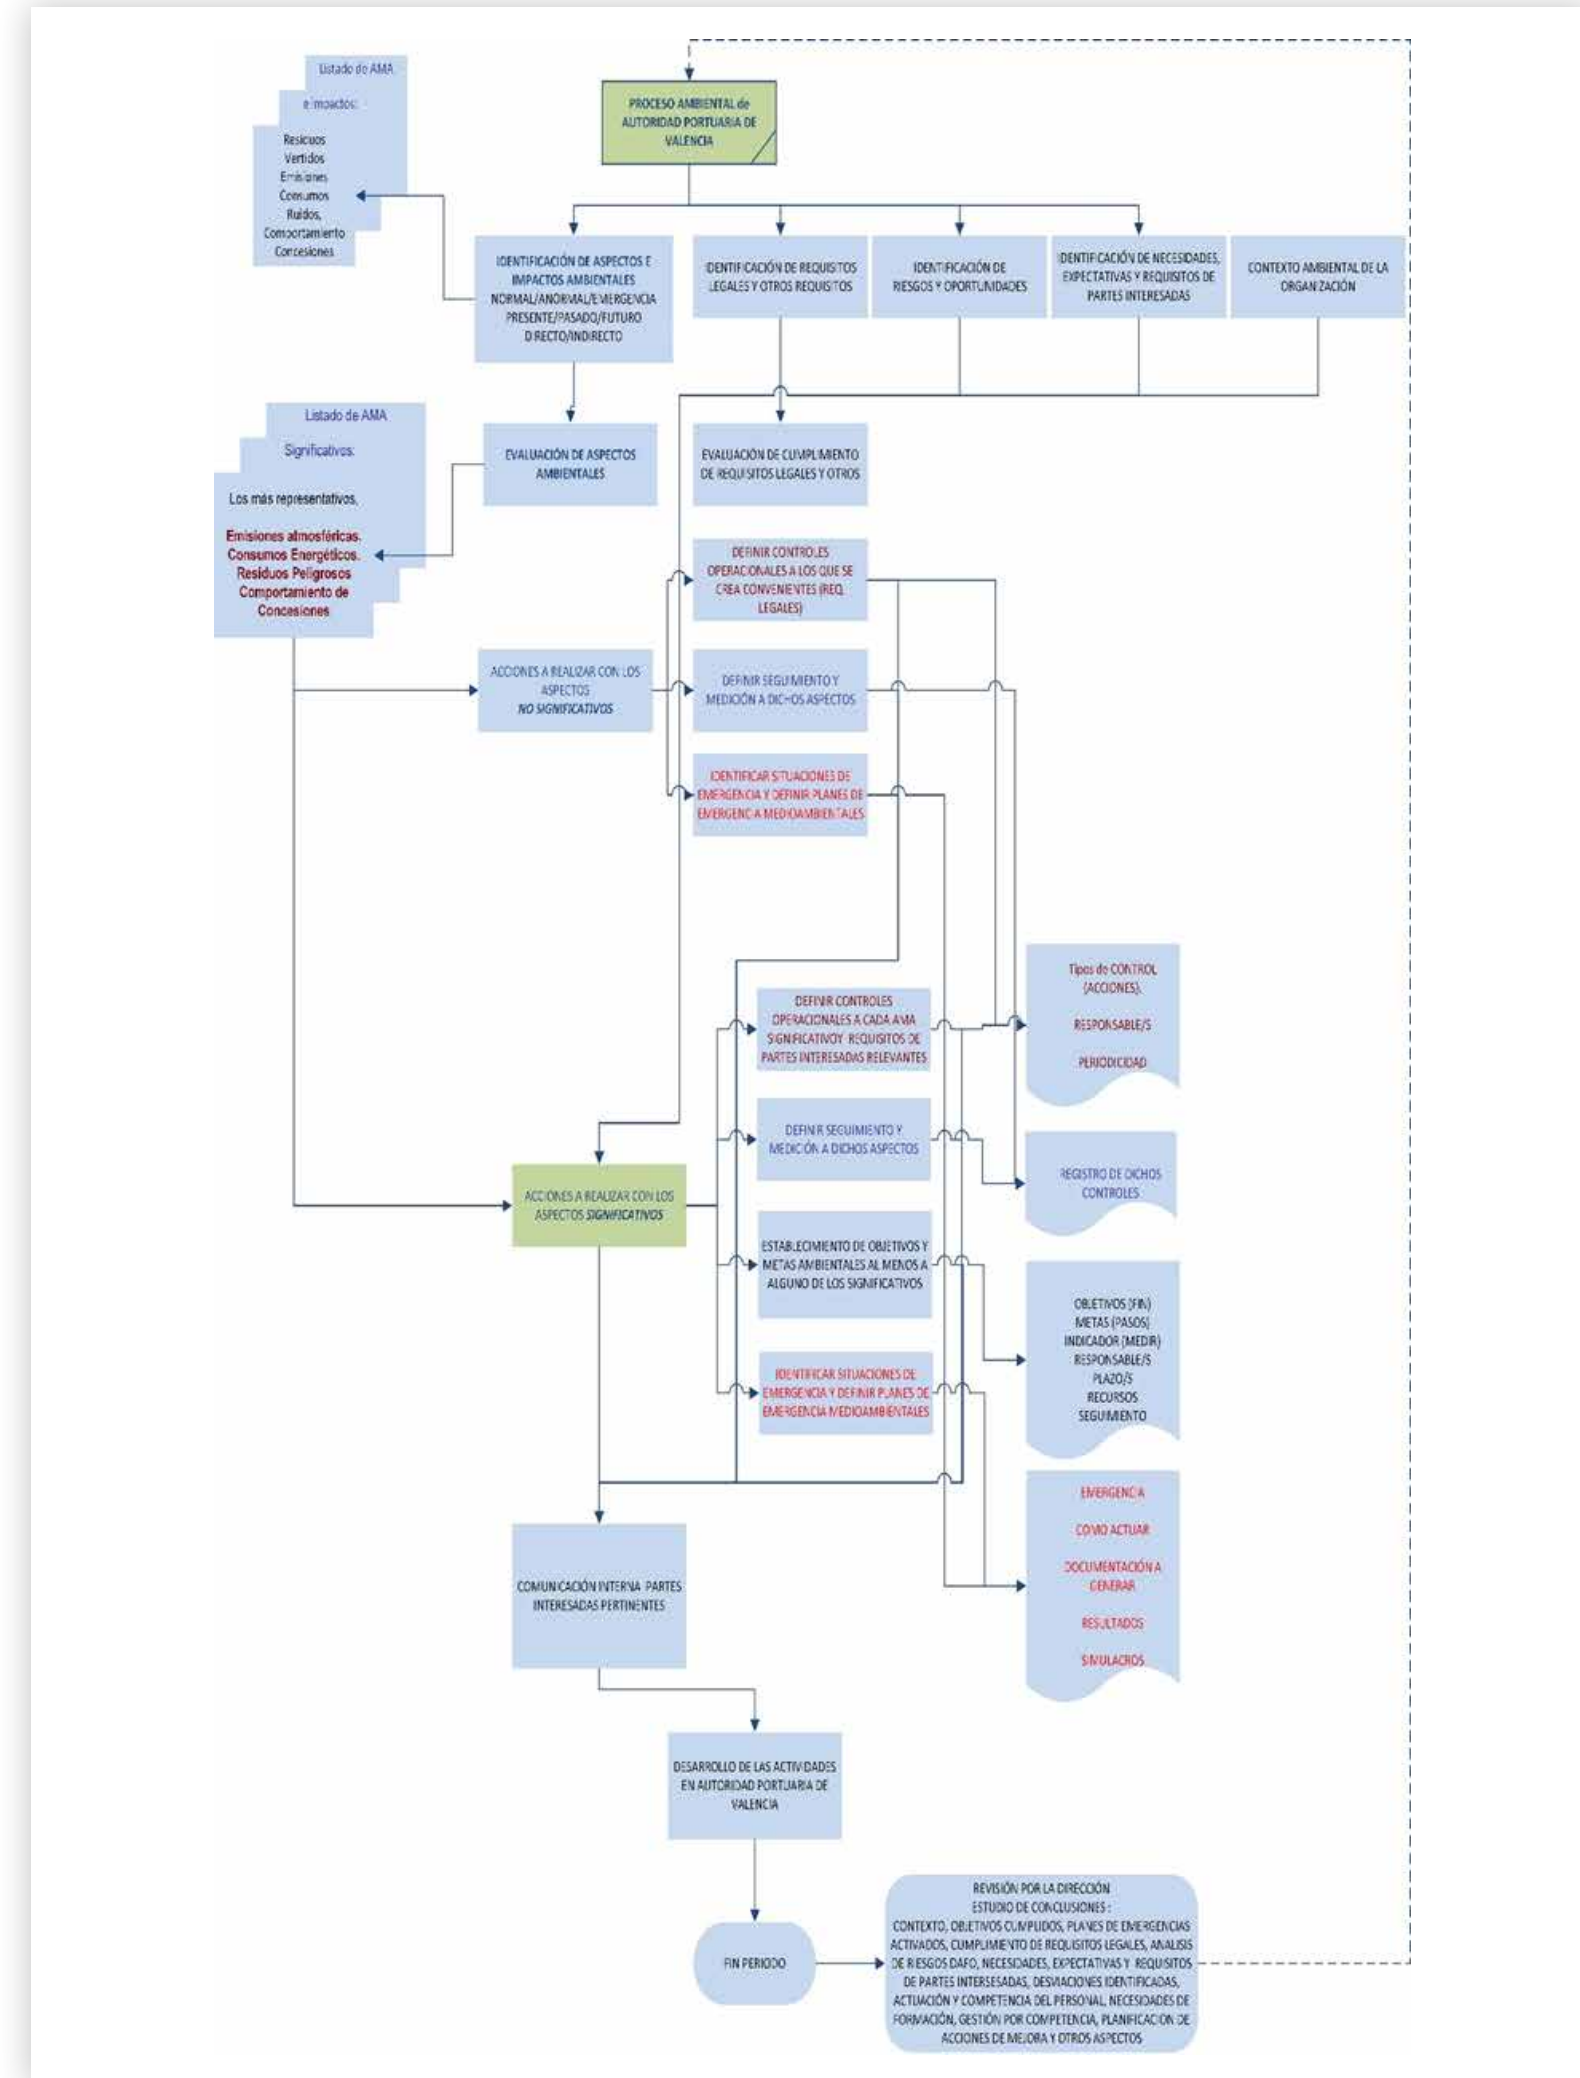 Listado de AMA
e impactos:
Residuos
Vertidos
Emisiones
Consumos
Ruidos,
Comportamiento
Concesiones
PROCESO AMBIENTAL de
AUTORIDAD PORTUARIA DE
VALENCIA
IDENTIFICACIÓN DE ASPECTOS E
IMPACTOS AMBIENTALES
NORMAL/ANORMAL/EMERGENCIA
PRESENTE/PASADO/FUTURO
DIRECTO/INDIRECTO
IDENTIFICACIÓN DE REQUISITOS
LEGALES Y OTROS REQUISITOS
IDENTIFICACIÓN DE
RIESGOS Y OPORTUNIDADES
IDENTIFICACIÓN DE NECESIDADES,
EXPECTATIVAS Y REQUISITOS DE
PARTES INTERESADAS
CONTEXTO AMBIENTAL DE LA
ORGANIZACIÓN
Listado de AMA
Significativos:
Los más representativos,
Emisiones atmosféricas.
Consumos Energéticos.
Residuos Peligrosos
Comportamiento de
Concesiones
EVALUACIÓN DE ASPECTOS
AMBIENTALES
EVALUACIÓN DE CUMPLIMIENTO
DE REQUISITOS LEGALES Y OTROS
DEFINIR CONTROLES
OPERACIONALES A LOS QUE SE
CREA CONVENIENTES (REQ.
LEGALES)
ACCIONES A REALIZAR CON LOS
ASPECTOS
NO SIGNIFICATIVOS
DEFINIR SEGUIMIENTO Y
MEDICIÓN A DICHOS ASPECTOS
IDENTIFICAR SITUACIONES DE
EMERGENCIA Y DEFINIR PLANES DE
EMERGENCIA MEDIOAMBIENTALES
DEFINIR CONTROLES
OPERACIONALES A CADA AMA
SIGNIFICATIVOY REQUISITOS DE
PARTES INTERESADAS RELEVANTES
Tipos de CONTROL
(ACCIONES).
RESPONSABLE/S
PERIODICIDAD
DEFINIR SEGUIMIENTO Y
MEDICIÓN A DICHOS ASPECTOS
REGISTRO DE DICHOS
CONTROLES
ACCIONES A REALIZAR CON LOS
ASPECTOS SIGNIFICATIVOS
ESTABLECIMIENTO DE OBJETIVOS Y
METAS AMBIENTALES AL MENOS A
ALGUNO DE LOS SIGNIFICATIVOS
OBJETIVOS (FIN)
METAS (PASOS)
INDICADOR (MEDIR)
RESPONSABLE/S
PLAZO/S
RECURSOS
SEGUIMIENTO
IDENTIFICAR SITUACIONES DE
EMERGENCIA Y DEFINIR PLANES DE
EMERGENCIA MEDIOAMBIENTALES
EMERGENCIA
COMO ACTUAR
DOCUMENTACIÓN A
GENERAR
RESULTADOS
SIMULACROS
COMUNICACIÓN INTERNA PARTES
INTERESADAS PERTINENTES
DESARROLLO DE LAS ACTIVIDADES
EN AUTORIDAD PORTUARIA DE
VALENCIA
FIN PERIODO
REVISIÓN POR LA DIRECCIÓN
ESTUDIO DE CONCLUSIONES :
CONTEXTO, OBJETIVOS CUMPLIDOS, PLANES DE EMERGENCIAS
ACTIVADOS, CUMPLIMIENTO DE REQUISITOS LEGALES, ANALISIS
DE RIESGOS DAFO, NECESIDADES, EXPECTATIVAS Y REQUISITOS
DE PARTES INTERSESADAS, DESVIACIONES IDENTIFICADAS,
ACTUACIÓN Y COMPETENCIA DEL PERSONAL, NECESIDADES DE
FORMACIÓN, GESTIÓN POR COMPETENCIA, PLANIFICACION DE
ACCIONES DE MEJORA Y OTROS ASPECTOS